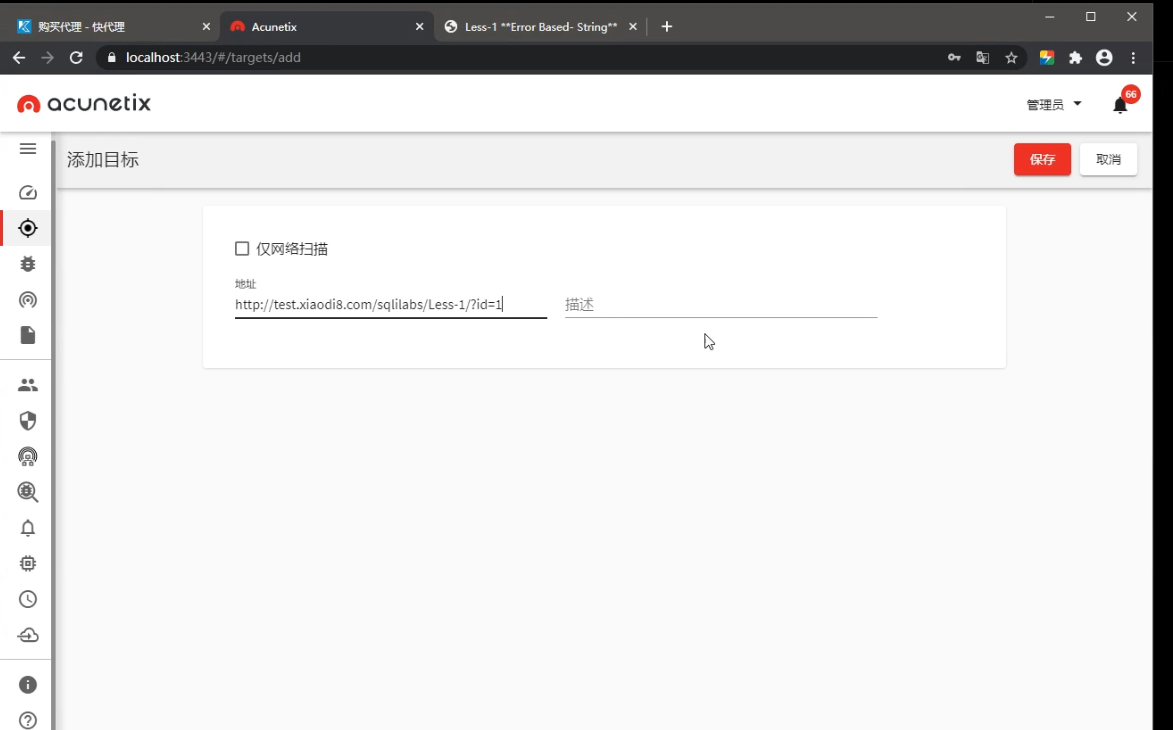 购买代理 - 快代理
Acunetix
Less-1 **Error Based- String**
localhost:3443/#/targets/add
acunetix
管理员
66
添加目标
保存
取消
仅网络扫描
地址
http://test.xiaodi8.com/sqlilabs/Less-1/?id=1
描述